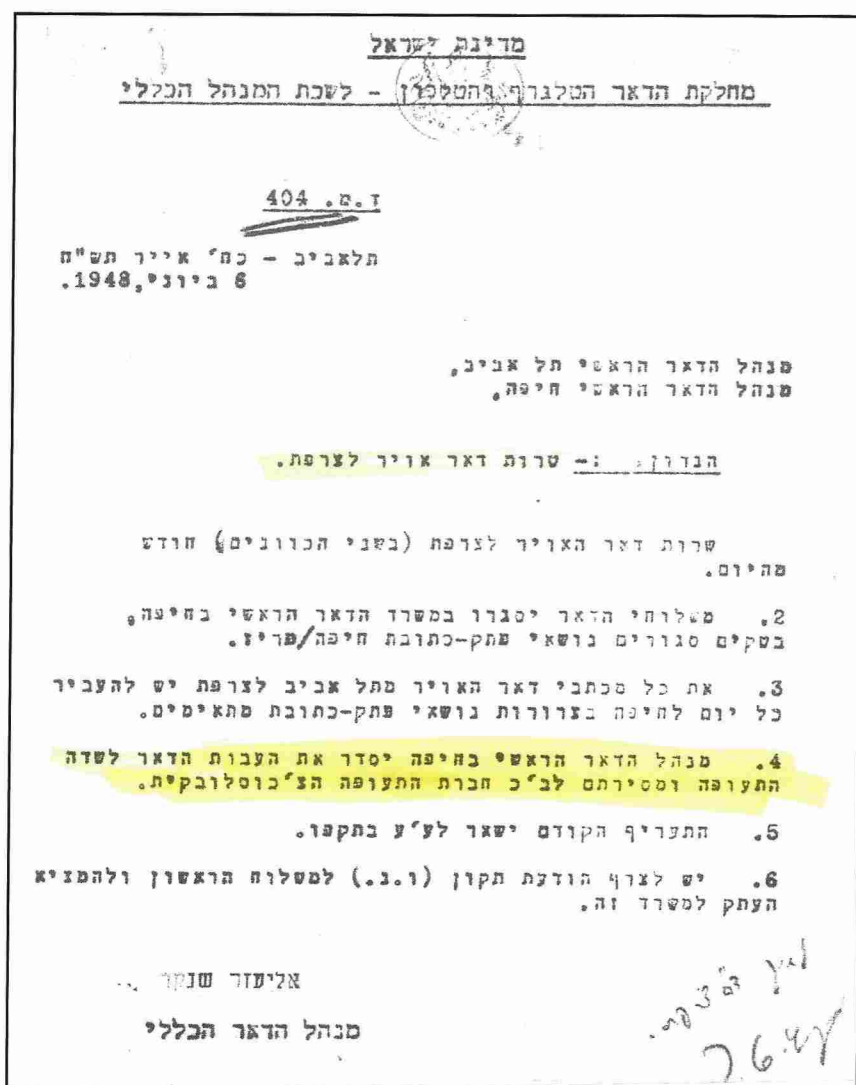 מדינת ישראל
מחלקת הדאר הטלגרף והטלפון - לשכת המנהל הכללי
ד.מ. 404
תלאביב - כח' אייר תש"ח
6 ביוני,1948.
מנהל הדאר הראשי תל אביב,
מנהל הדאר הראשי חיפה,
הנדון :- שרות דאר אויר לצרפת.
שרות דאר האויר לצרפת (בשני הכוונים) חודש
מהיום.
2. משלוחי הדאר יסגרו במשרד הדאר הראשי בחיפה,
בשקים סגורים נושאי פתק-כתובת חיפה/פריז.
3. את כל מכתבי דאר האויר מתל אביב לצרפת יש להעביר
כל יום לחיפה בצרורות נושאי פתק-כתובת מתאימים.
4. מנהל הדאר הראשי בחיפה יסדר את העברת הדאר לשדה
התעופה ומסירתם לב'כ חברת התעופה הצ'כוסלובקית.
5. התעריף הקודם ישאר לע'ע בתקפו.
6. יש לצרף הודעת תקון (ו.נ.) למשלוח הראשון ולהמציא
העתק למשרד זה.
אליעזר שנקר
מנהל הדאר הכללי